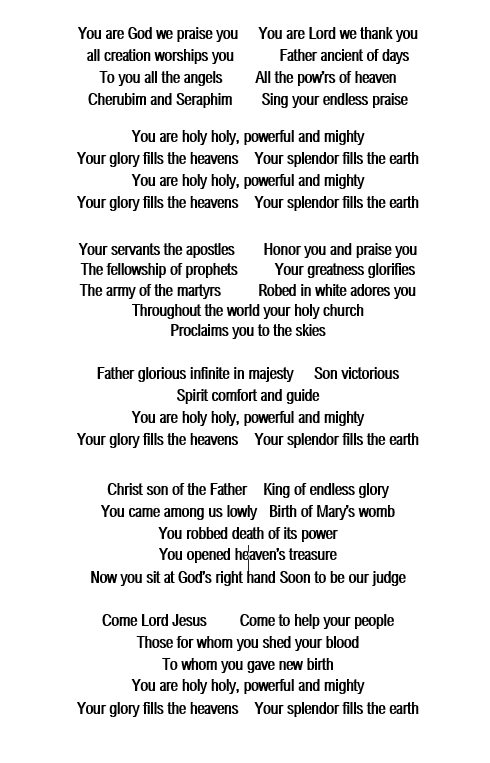 You are God we praise you You are Lord we thank you
all creation worships you Father ancient of days
To you all the angels All the pow'rs of heaven
Cherubim and Seraphim Sing your endless praise
You are holy holy, powerful and mighty
Your glory fills the heavens Your splendor fills the earth
You are holy holy, powerful and mighty
Your glory fills the heavens Your splendor fills the earth
Your servants the apostles Honor you and praise you
The fellowship of prophets Your greatness glorifies
The army of the martyrs Robed in white adores you
Throughout the world your holy church
Proclaims you to the skies
Father glorious infinite in majesty Son victorious
Spirit comfort and guide
You are holy holy, powerful and mighty
Your glory fills the heavens Your splendor fills the earth
Christ son of the Father King of endless glory
You came among us lowly Birth of Mary's womb
You robbed death of its power
You opened heaven's treasure
Now you sit at God's right hand Soon to be our judge
Come Lord Jesus Come to help your people
Those for whom you shed your blood
To whom you gave new birth
You are holy holy, powerful and mighty
Your glory fills the heavens Your splendor fills the earth